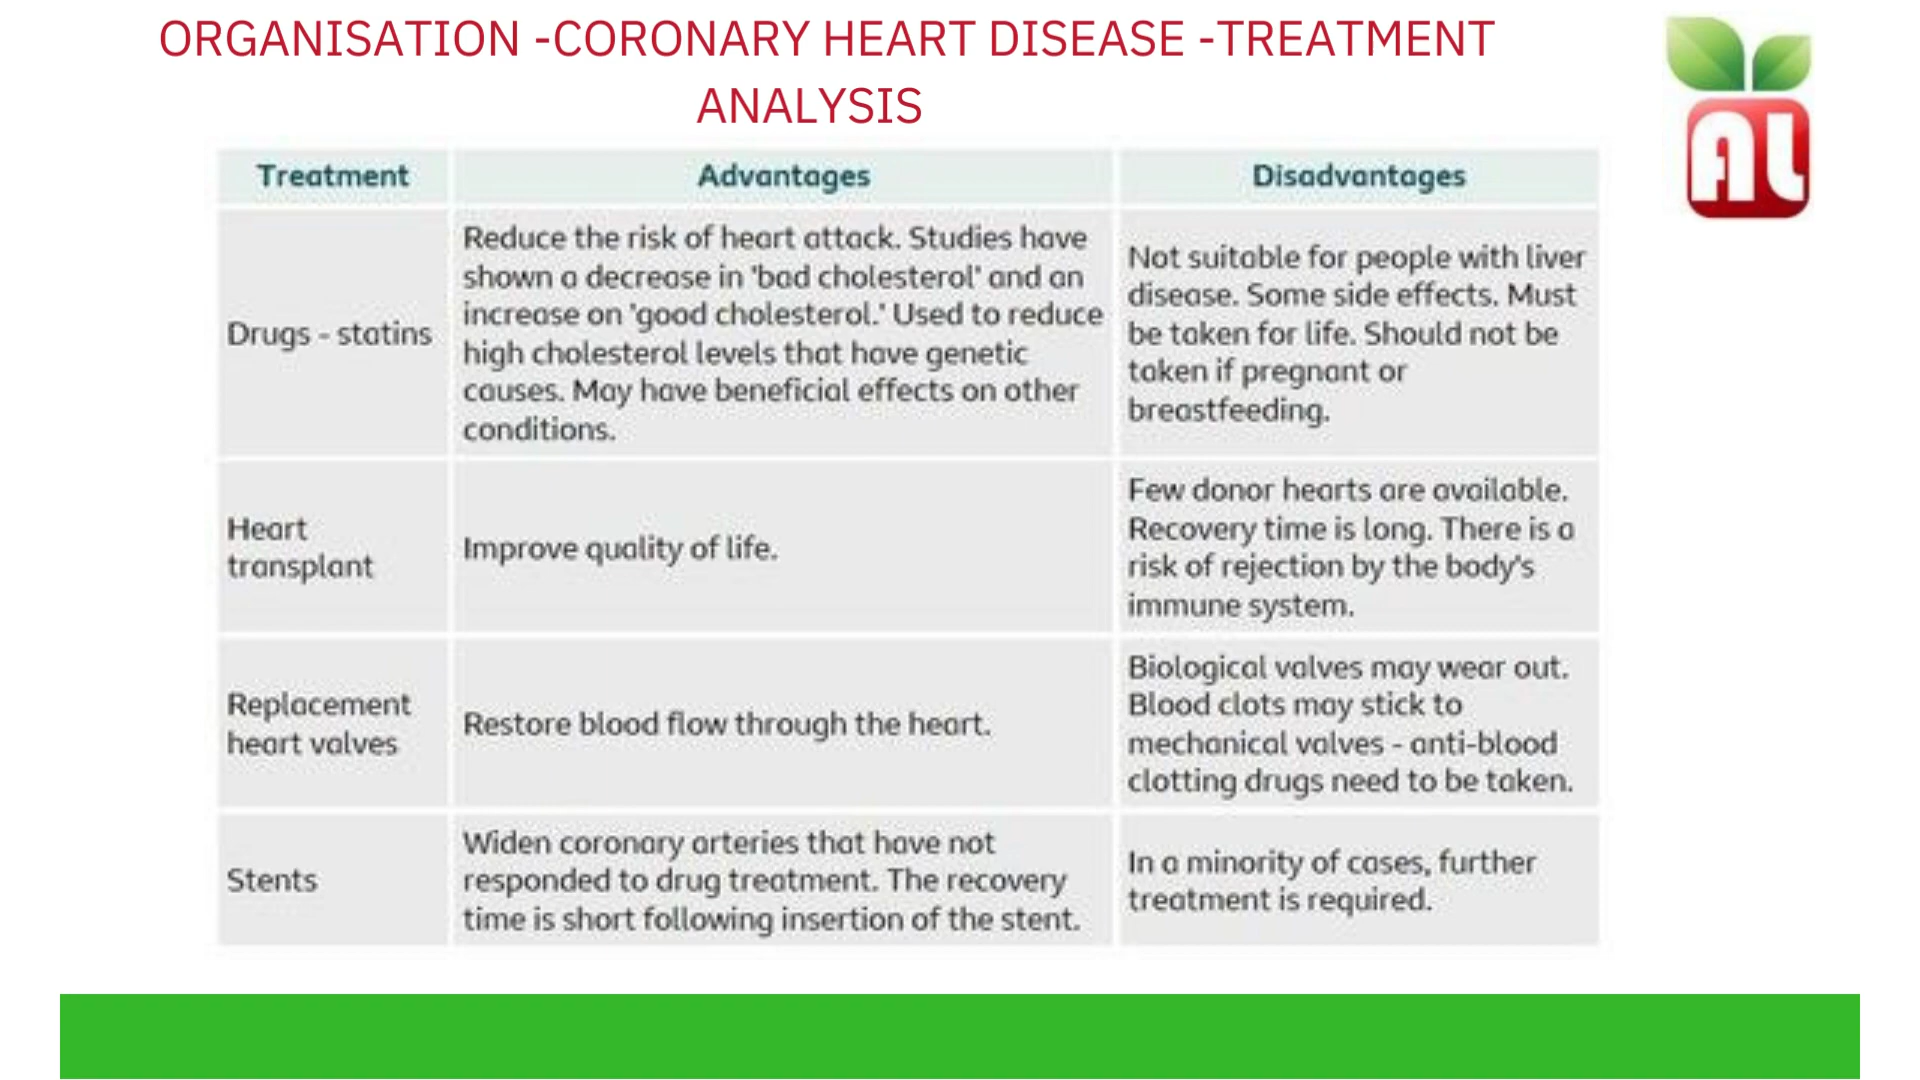 ORGANISATION -CORONARY HEART DISEASE -TREATMENT
ANALYSIS
AL
Treatment
Advantages
Disadvantages
Drugs - statins
Reduce the risk of heart attack. Studies have
shown a decrease in 'bad cholesterol' and an
increase on 'good cholesterol.' Used to reduce
high cholesterol levels that have genetic
causes. May have beneficial effects on other
conditions.
Not suitable for people with liver
disease. Some side effects. Must
be taken for life. Should not be
taken if pregnant or
breastfeeding.
Heart
transplant
Improve quality of life.
Few donor hearts are available.
Recovery time is long. There is a
risk of rejection by the body's
immune system.
Replacement
heart valves
Restore blood flow through the heart.
Biological valves may wear out.
Blood clots may stick to
mechanical valves - anti-blood
clotting drugs need to be taken.
Stents
Widen coronary arteries that have not
responded to drug treatment. The recovery
time is short following insertion of the stent.
In a minority of cases, further
treatment is required.